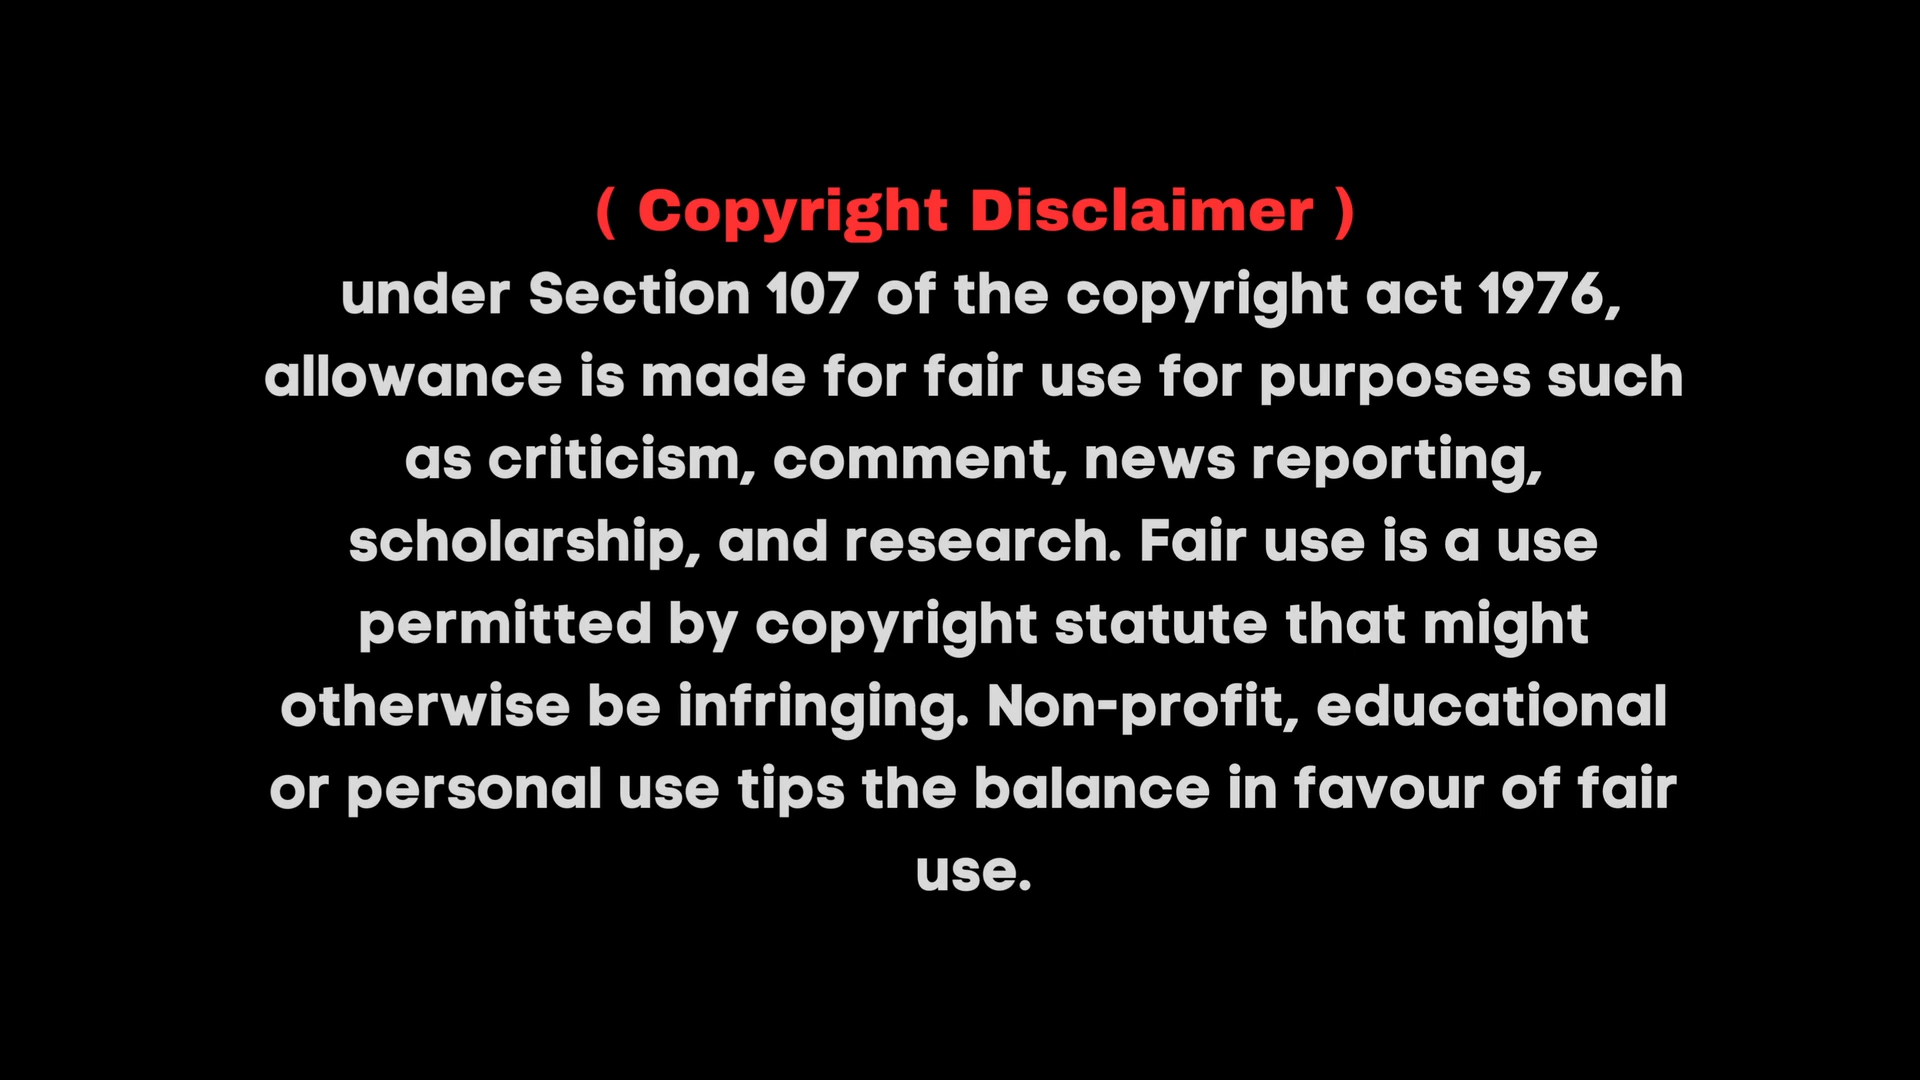 ( Copyright Disclaimer )
under Section 107 of the copyright act 1976,
allowance is made for fair use for purposes such
as criticism, comment, news reporting,
scholarship, and research. Fair use is a use
permitted by copyright statute that might
otherwise be infringing. Non-profit, educational
or personal use tips the balance in favour of fair
use.